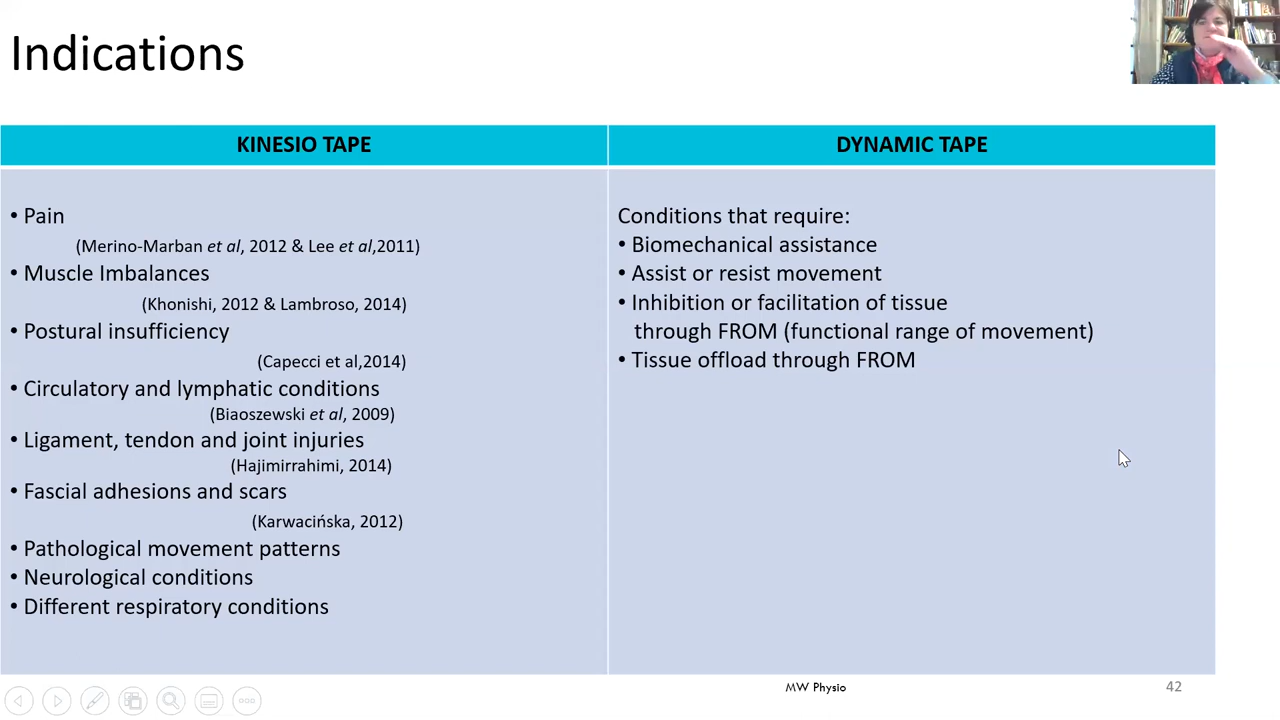 Indications
KINESIO TAPE
• Pain
(Merino-Marban et al, 2012 & Lee et al,2011)
• Muscle Imbalances
(Khonishi, 2012 & Lambroso, 2014)
• Postural insufficiency
(Capecci et al,2014)
• Circulatory and lymphatic conditions
(Biaoszewski et al, 2009)
• Ligament, tendon and joint injuries
(Hajimirrahimi, 2014)
• Fascial adhesions and scars
(Karwacińska, 2012)
• Pathological movement patterns
• Neurological conditions
• Different respiratory conditions
DYNAMIC TAPE
Conditions that require:
• Biomechanical assistance
• Assist or resist movement
• Inhibition or facilitation of tissue
through FROM (functional range of movement)
• Tissue offload through FROM
MW Physio
42